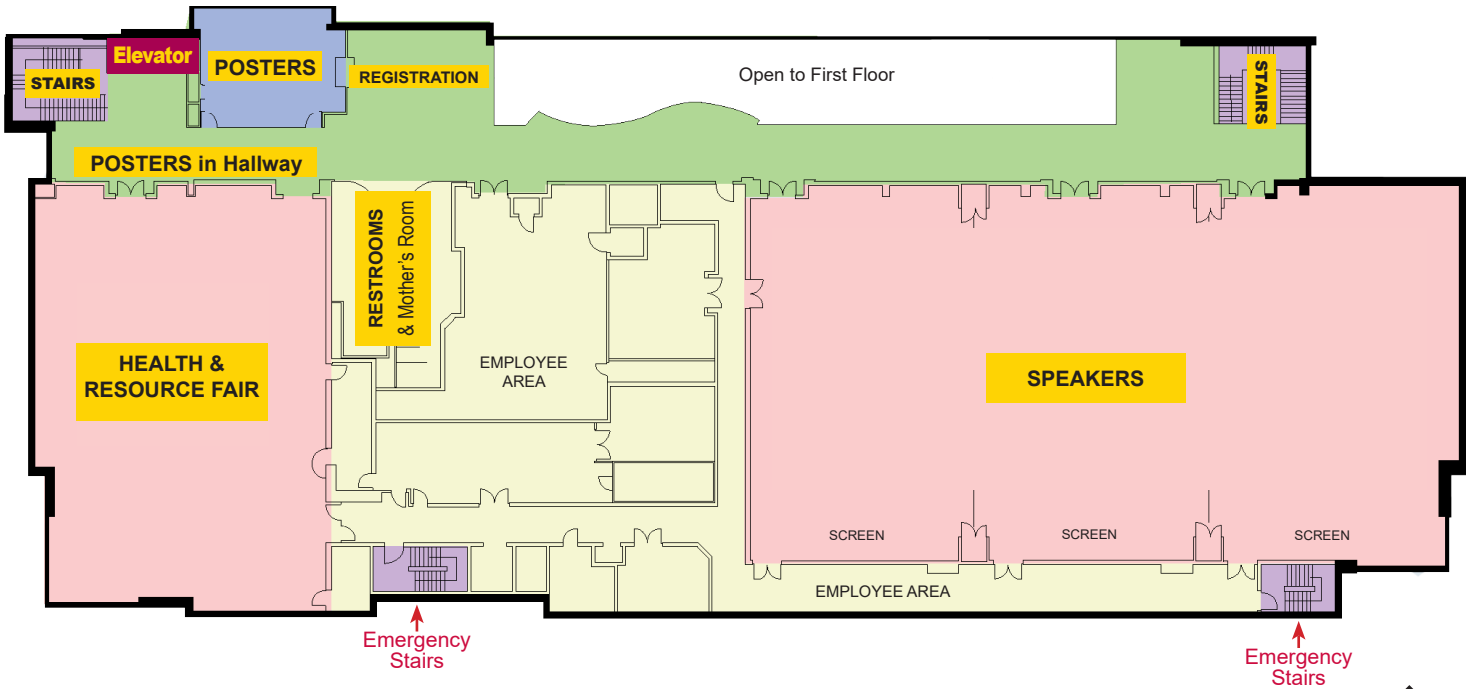 Elevator
POSTERS
STAIRS
REGISTRATION
Open to First Floor
STAIRS
POSTERS in Hallway
RESTROOMS
& Mother's Room
HEALTH &
RESOURCE FAIR
EMPLOYEE
AREA
SPEAKERS
SCREEN
SCREEN
SCREEN
EMPLOYEE AREA
Emergency
Stairs
Emergency
Stairs